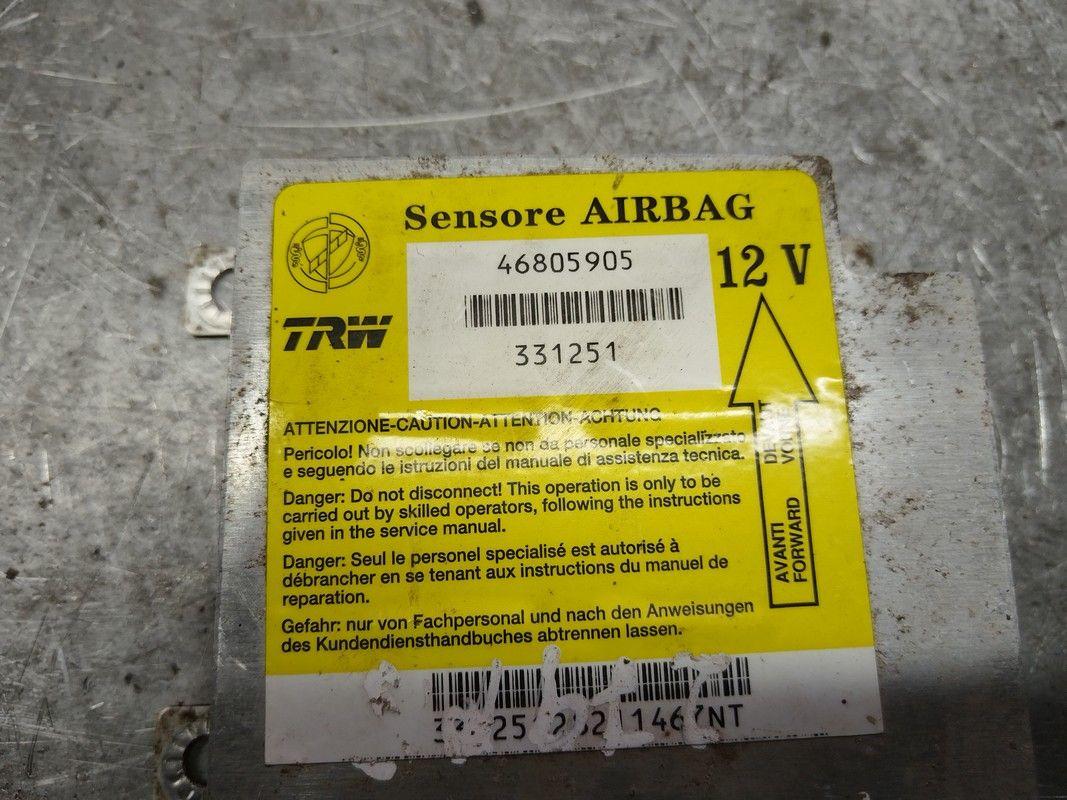 Sensore AIRBAG
46805905
12 V
TRW
331251
ATTENZIONE-CAUTION-ATTENTION-ACHTUNG
Pericolo! Non scollegare se non da personale specializzato
e seguendo le istruzioni del manuale di assistenza tecnica.
Danger: Do not disconnect! This operation is only to be
carried out by skilled operators, following the instructions
given in the service manual.
Danger: Seul le personel specialisé est autorisé à
débrancher en se tenant aux instructions du manuel de
reparation.
Gefahr: nur von Fachpersonal und nach den Anweisungen
des Kundendiensthandbuches abtrennen lassen.
AVANTI
FORWARD